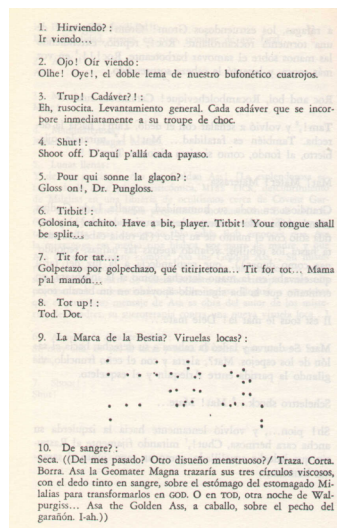 1. Hirviendo? :
Ir viendo...
2. Ojo! Oír viendo:
Olhe! Oye!, el doble lema de nuestro bufonético cuatrojos.
3. Trup! Cadáver?! :
Eh, rusocita. Levantamiento general. Cada cadáver que se incor-
pore inmediatamente a su troupe de choc.
4. Shut! :
Shoot off. D'aquí p'allá cada payaso.
5. Pour qui sonne la glaçon? :
Gloss on!, Dr. Pungloss.
6. Titbit! :
Golosina, cachito. Have a bit, player. Titbit! Your tongue shall
be split...
7. Tit for tat...:
Golpetazo por golpechazo, qué titiritetona... Tit for tot... Mama
p'al mamón...
8. Tot up! :
Tod. Dot.
9. La Marca de la Bestia? Viruelas locas? :
10. De sangre? :
Seca. ((Del mes pasado? Otro disueño menstruoso?/ Traza. Corta.
Borra. Asa la Geomater Magna trazaría sus tres círculos viscosos,
con el dedo tinto en sangre, sobre el estómago del estomagado Mi-
lalias para transformarlos en GOD. O en TOD, otra noche de Wal-
purgiss... Asa the Golden Ass, a caballo, sobre el pecho del
garañón. I-ah.))